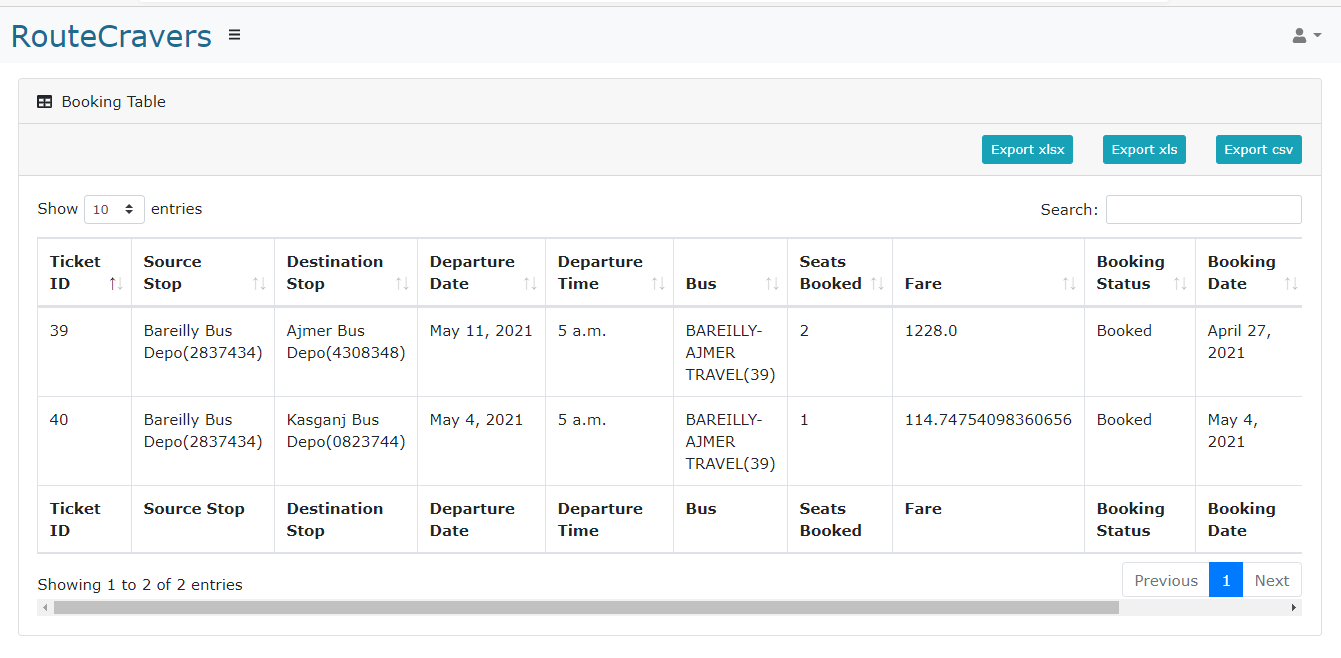 RouteCravers
Booking Table
Export xlsx Export xls Export csv
Show 10 entries Search:
Ticket ID Source Stop Destination Stop Departure Date Departure Time Bus Seats Booked Fare Booking Status Booking Date
39 Bareilly Bus Depo(2837434) Ajmer Bus Depo(4308348) May 11, 2021 5 a.m. BAREILLY-AJMER TRAVEL(39) 2 1228.0 Booked April 27, 2021
40 Bareilly Bus Depo(2837434) Kasganj Bus Depo(0823744) May 4, 2021 5 a.m. BAREILLY-AJMER TRAVEL(39) 1 114.74754098360656 Booked May 4, 2021
Ticket ID Source Stop Destination Stop Departure Date Departure Time Bus Seats Booked Fare Booking Status Booking Date
Showing 1 to 2 of 2 entries Previous 1 Next